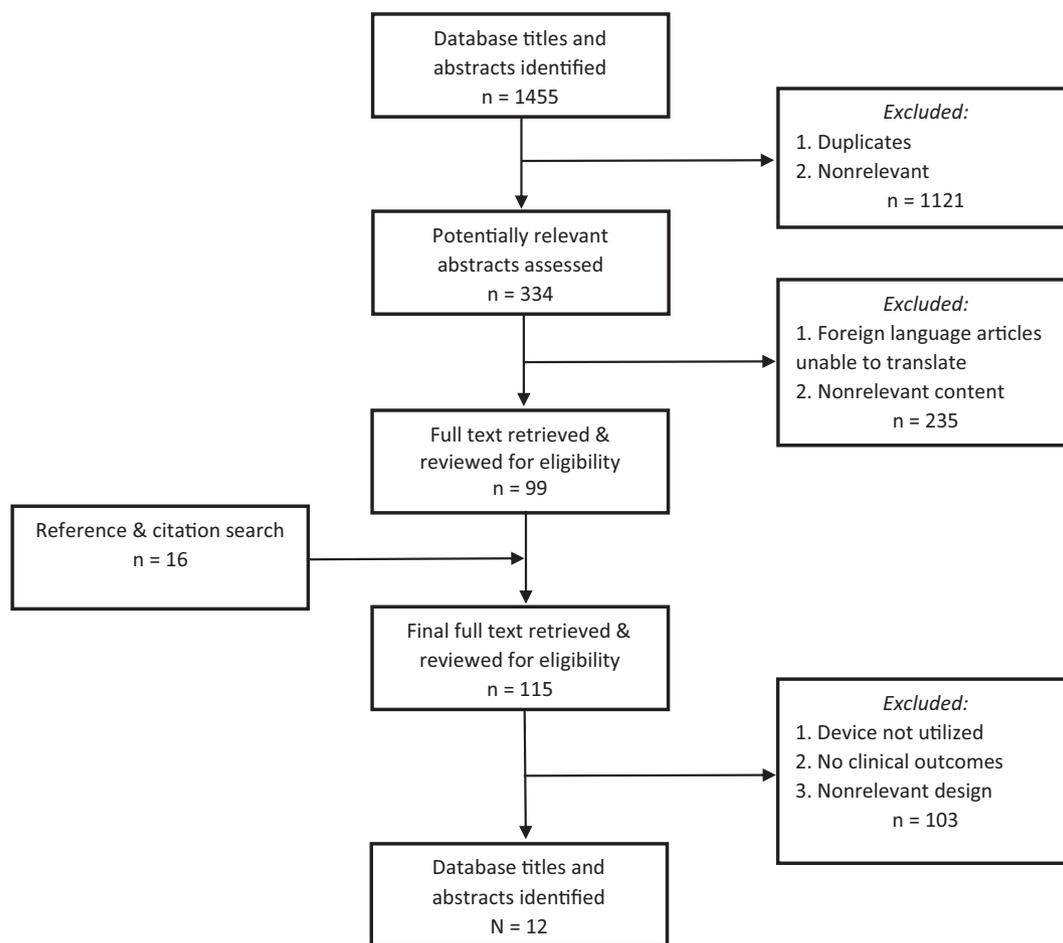 Database titles and
abstracts identified
n = 1455
Excluded:
1. Duplicates
2. Nonrelevant
n = 1121
Potentially relevant
abstracts assessed
n = 334
Excluded:
1. Foreign language articles
unable to translate
2. Nonrelevant content
n = 235
Full text retrieved &
reviewed for eligibility
n = 99
Reference & citation search
n = 16
Final full text retrieved &
reviewed for eligibility
n = 115
Excluded:
1. Device not utilized
2. No clinical outcomes
3. Nonrelevant design
n = 103
Database titles and
abstracts identified
N = 12